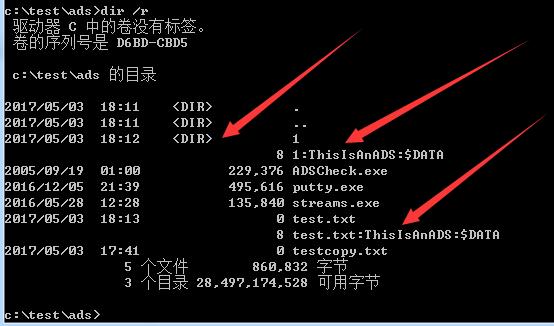 c:\test\ads>dir /r
驱动器 C 中的卷没有标签。
卷的序列号是 D6BD-CBD5
c:\test\ads 的目录
2017/05/03 18:11 <DIR> .
2017/05/03 18:11 <DIR> ..
2017/05/03 18:12 <DIR> 1
8 1:ThisIsAnADS:$DATA
2005/09/19 01:00 229,376 ADSCheck.exe
2016/12/05 21:39 495,616 putty.exe
2016/05/28 12:28 135,840 streams.exe
2017/05/03 18:13 0 test.txt
8 test.txt:ThisIsAnADS:$DATA
2017/05/03 17:41 0 testcopy.txt
5 个文件 860,832 字节
3 个目录 28,497,174,528 可用字节
c:\test\ads>